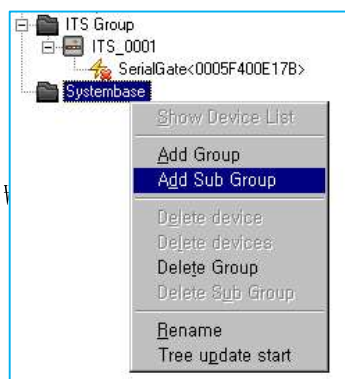 ITS Group
ITS_0001
SerialGate<0005F400E17B>
Systembase
Show Device List
Add Group
Add Sub Group
Delete device
Delete devices
Delete Group
Delete Sub Group
Rename
Tree update start